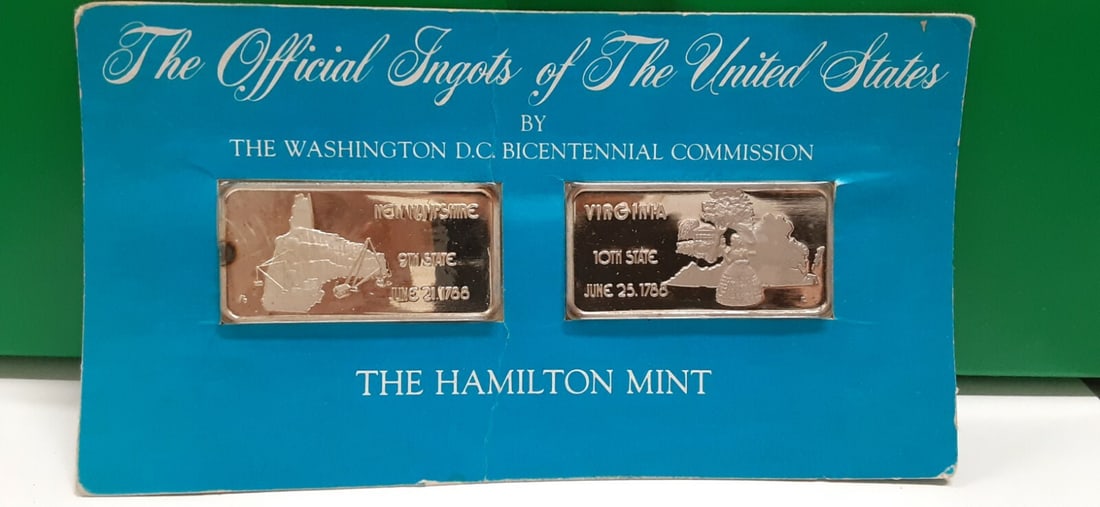 The Official Ingots of The United States
BY
THE WASHINGTON D.C. BICENTENNIAL COMMISSION
NEW HAMPSHIRE
9TH STATE
JUNE 21.1788
VIRGINIA
10TH STATE
JUNE 25.1788
THE HAMILTON MINT